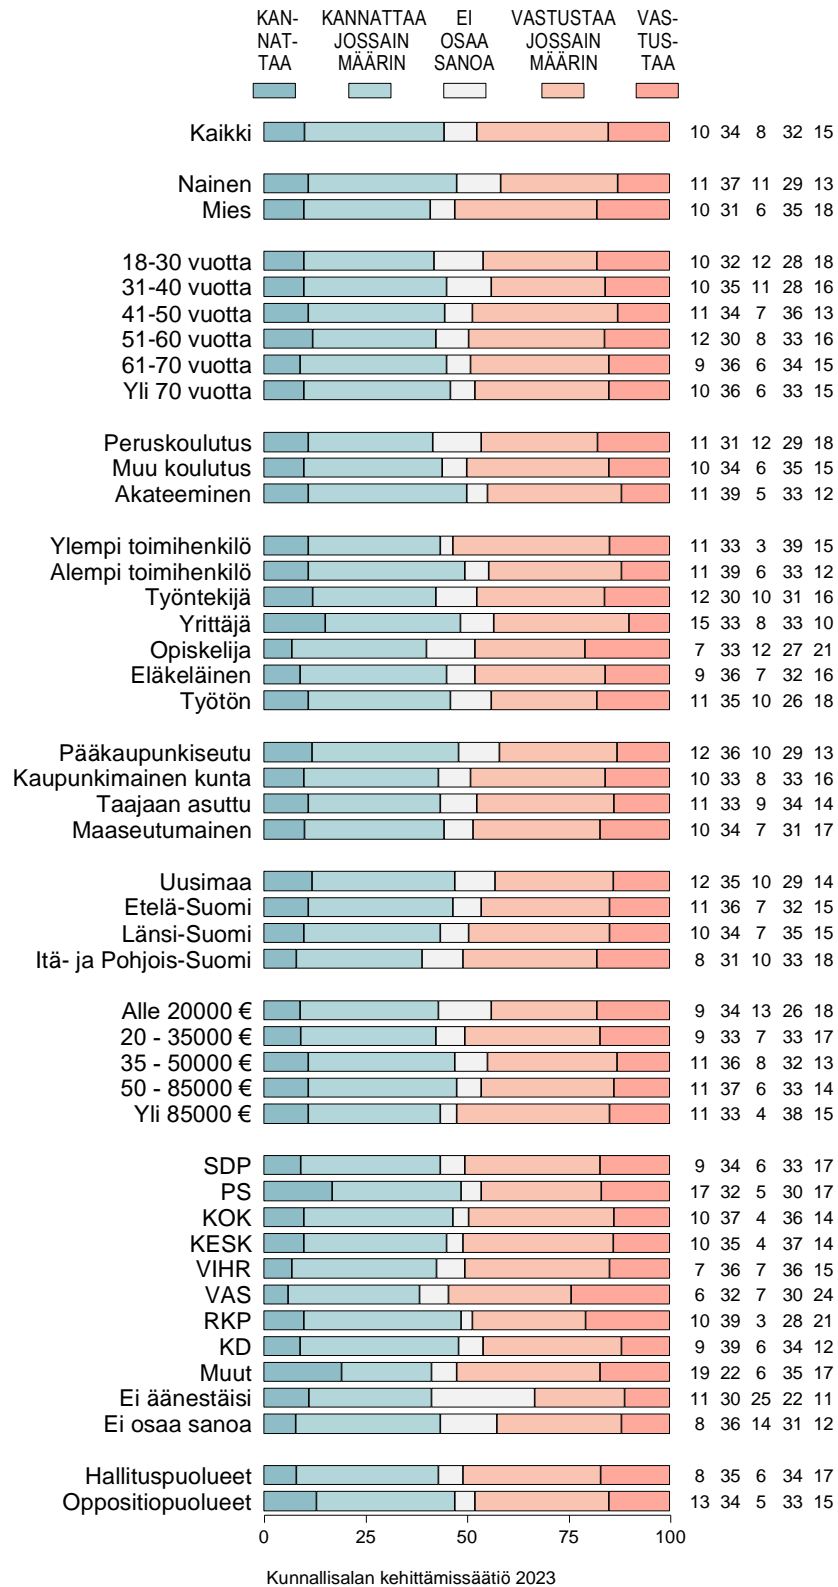 KAN- KANNATTAA EI VASTUSTAA VAS-
NAT- JOSSAIN OSAA JOSSAIN TUS-
TAA MÄÄRIN SANOA MÄÄRIN TAA
Kaikki 10 34 8 32 15
Nainen 11 37 11 29 13
Mies 10 31 6 35 18
18-30 vuotta 10 32 12 28 18
31-40 vuotta 10 35 11 28 16
41-50 vuotta 11 34 7 36 13
51-60 vuotta 12 30 8 33 16
61-70 vuotta 9 36 6 34 15
Yli 70 vuotta 10 36 6 33 15
Peruskoulutus 11 31 12 29 18
Muu koulutus 10 34 6 35 15
Akateeminen 11 39 5 33 12
Ylempi toimihenkilö 11 33 3 39 15
Alempi toimihenkilö 11 39 6 33 12
Työntekijä 12 30 10 31 16
Yrittäjä 15 33 8 33 10
Opiskelija 7 33 12 27 21
Eläkeläinen 9 36 7 32 16
Työtön 11 35 10 26 18
Pääkaupunkiseutu 12 36 10 29 13
Kaupunkimainen kunta 10 33 8 33 16
Taajaan asuttu 11 33 9 34 14
Maaseutumainen 10 34 7 31 17
Uusimaa 12 35 10 29 14
Etelä-Suomi 11 36 7 32 15
Länsi-Suomi 10 34 7 35 15
Itä- ja Pohjois-Suomi 8 31 10 33 18
Alle 20000 € 9 34 13 26 18
20 - 35000 € 9 33 7 33 17
35 - 50000 € 11 36 8 32 13
50 - 85000 € 11 37 6 33 14
Yli 85000 € 11 33 4 38 15
SDP 9 34 6 33 17
PS 17 32 5 30 17
KOK 10 37 4 36 14
KESK 10 35 4 37 14
VIHR 7 36 7 36 15
VAS 6 32 7 30 24
RKP 10 39 3 28 21
KD 9 39 6 34 12
Muut 19 22 6 35 17
Ei äänestäisi 11 30 25 22 11
Ei osaa sanoa 8 36 14 31 12
Hallituspuolueet 8 35 6 34 17
Oppositiopuolueet 13 34 5 33 15
0 25 50 75 100
Kunnallisalan kehittämissäätiö 2023